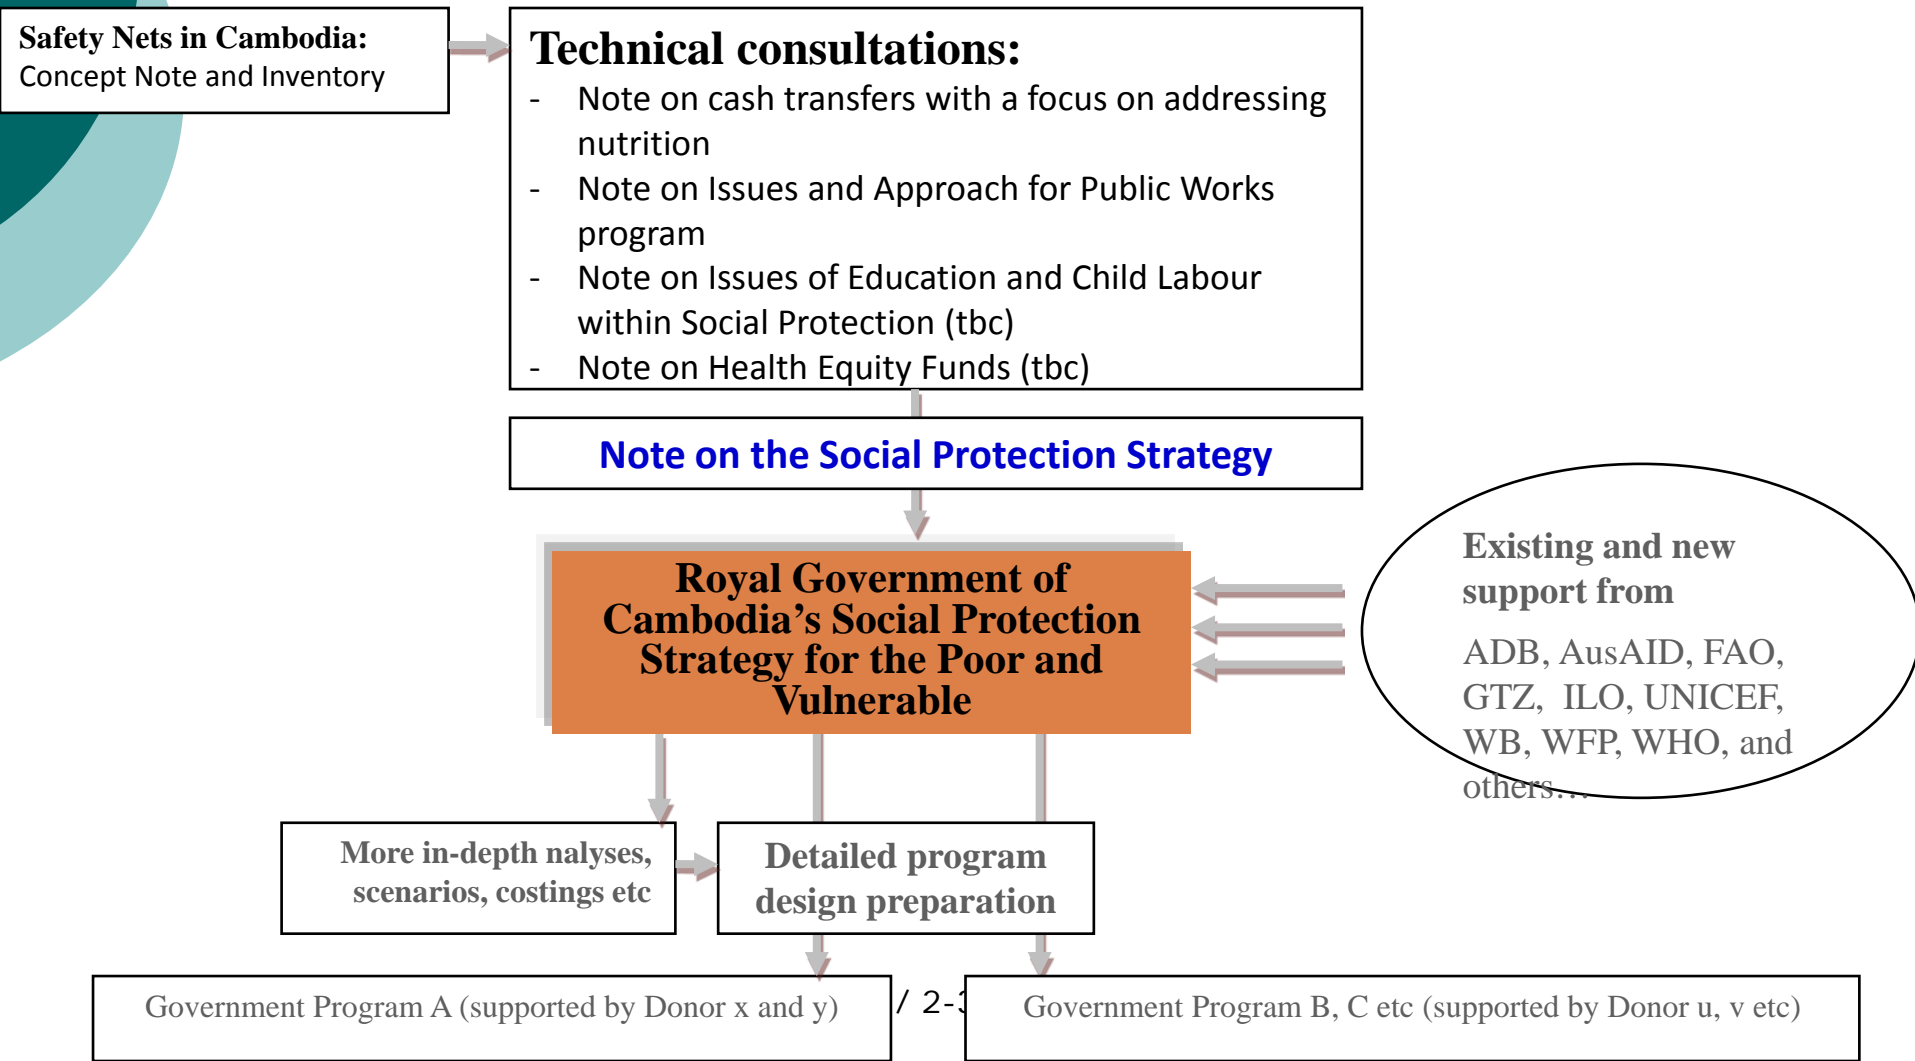 Safety Nets in Cambodia:
Concept Note and Inventory
Technical consultations:
- Note on cash transfers with a focus on addressing
nutrition
- Note on Issues and Approach for Public Works
program
- Note on Issues of Education and Child Labour
within Social Protection (tbc)
- Note on Health Equity Funds (tbc)
Note on the Social Protection Strategy
Royal Government of
Cambodia’s Social Protection
Strategy for the Poor and
Vulnerable
Existing and new
support from
ADB, AusAID, FAO,
GTZ, ILO, UNICEF,
WB, WFP, WHO, and
others…
More in-depth nalyses,
scenarios, costings etc
Detailed program
design preparation
Government Program A (supported by Donor x and y)
/ 2-
Government Program B, C etc (supported by Donor u, v etc)